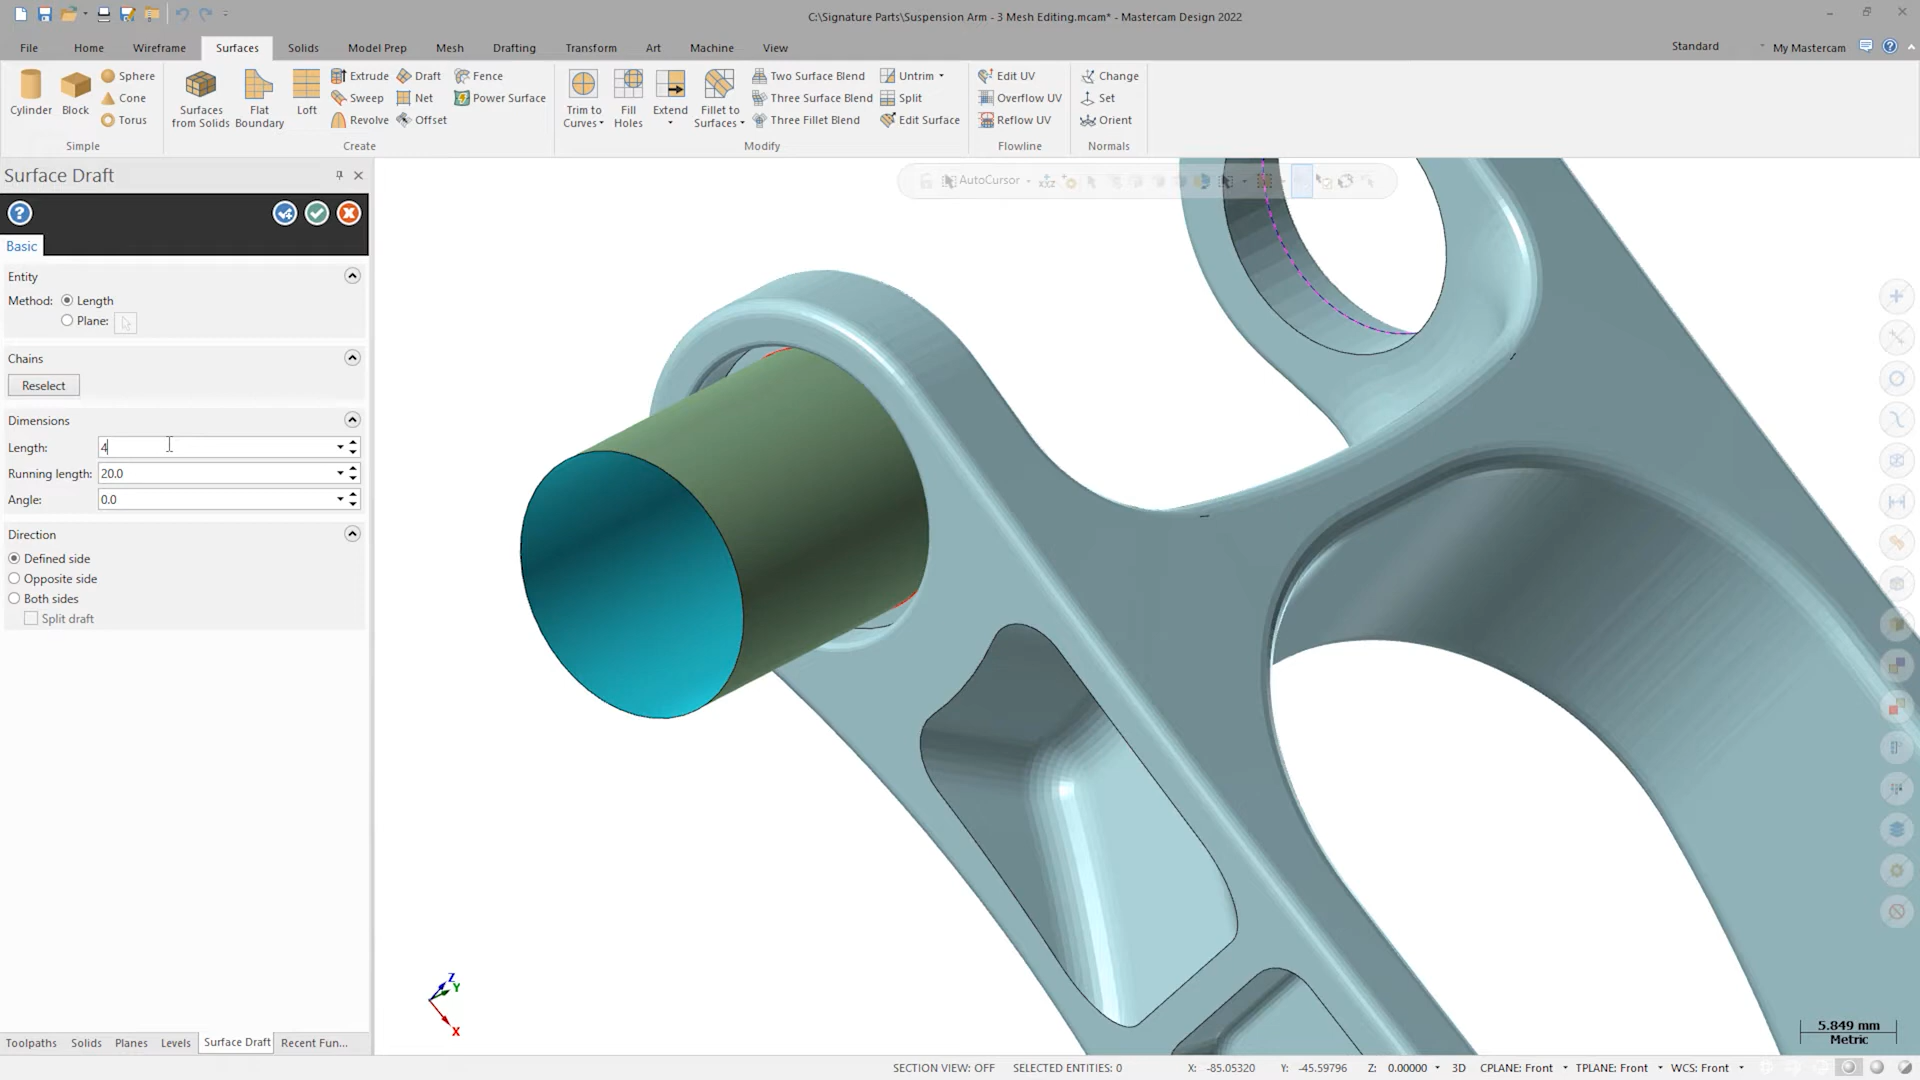 C:\Signature Parts\Suspension Arm - 3 Mesh Editing.mcam* - Mastercam Design 2022
File Home Wireframe Surfaces Solids Model Prep Mesh Drafting Transform Art Machine View Standard My Mastercam
Cylinder
Block
Sphere
Cone
Torus
Simple
Surfaces
from Solids
Flat
Boundary
Loft
Extrude
Sweep
Revolve
Draft
Net
Offset
Fence
Power Surface
Create
Trim to
Curves
Fill
Holes
Extend
Fillet to
Surfaces
Two Surface Blend
Three Surface Blend
Three Fillet Blend
Untrim
Split
Edit Surface
Modify
Edit UV
Overflow UV
Reflow UV
Flowline
Change
Set
Orient
Normals
Surface Draft
AutoCursor
Basic
Entity
Method: Length
Plane:
Chains
Reselect
Dimensions
Length: 4
Running length: 20.0
Angle: 0.0
Direction
Defined side
Opposite side
Both sides
Split draft
Z
Y
X
5.849 mm
Metric
Toolpaths Solids Planes Levels Surface Draft Recent Fun...
SECTION VIEW: OFF SELECTED ENTITIES: 0 X: -85.05320 Y: -45.59796 Z: 0.00000 3D CPLANE: Front TPLANE: Front WCS: Front